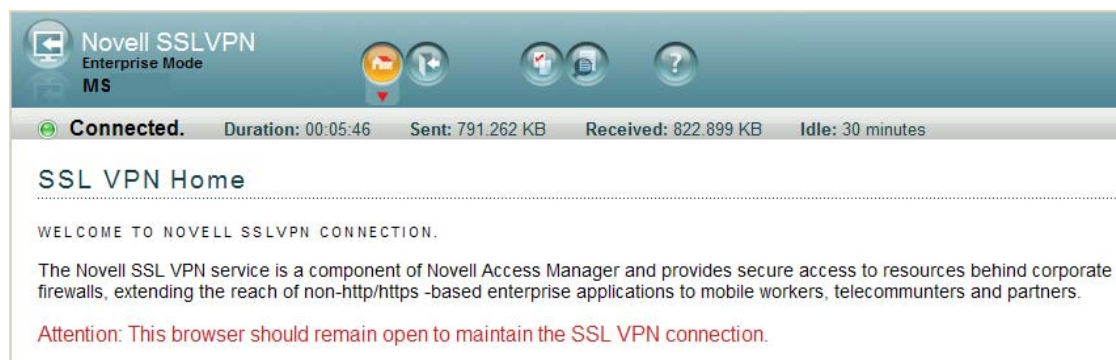 Novell SSLVPN
Enterprise Mode
MS
?
Connected. Duration: 00:05:46 Sent: 791.262 KB Received: 822.899 KB Idle: 30 minutes
SSL VPN Home
WELCOME TO NOVELL SSLVPN CONNECTION.
The Novell SSL VPN service is a component of Novell Access Manager and provides secure access to resources behind corporate
firewalls, extending the reach of non-http/https -based enterprise applications to mobile workers, telecommunters and partners.
Attention: This browser should remain open to maintain the SSL VPN connection.